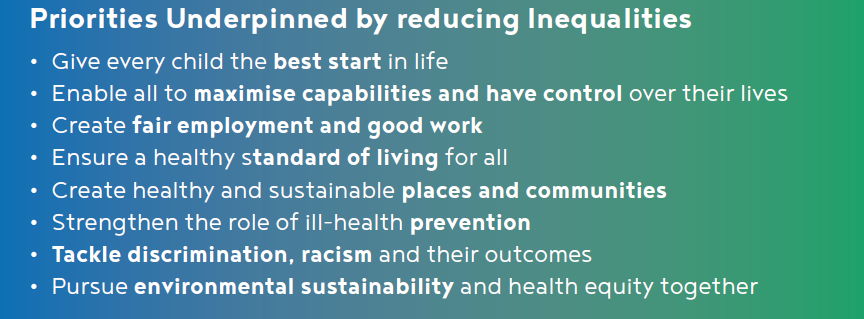 Priorities Underpinned by reducing Inequalities
• Give every child the best start in life
• Enable all to maximise capabilities and have control over their lives
• Create fair employment and good work
• Ensure a healthy standard of living for all
• Create healthy and sustainable places and communities
• Strengthen the role of ill-health prevention
• Tackle discrimination, racism and their outcomes
• Pursue environmental sustainability and health equity together